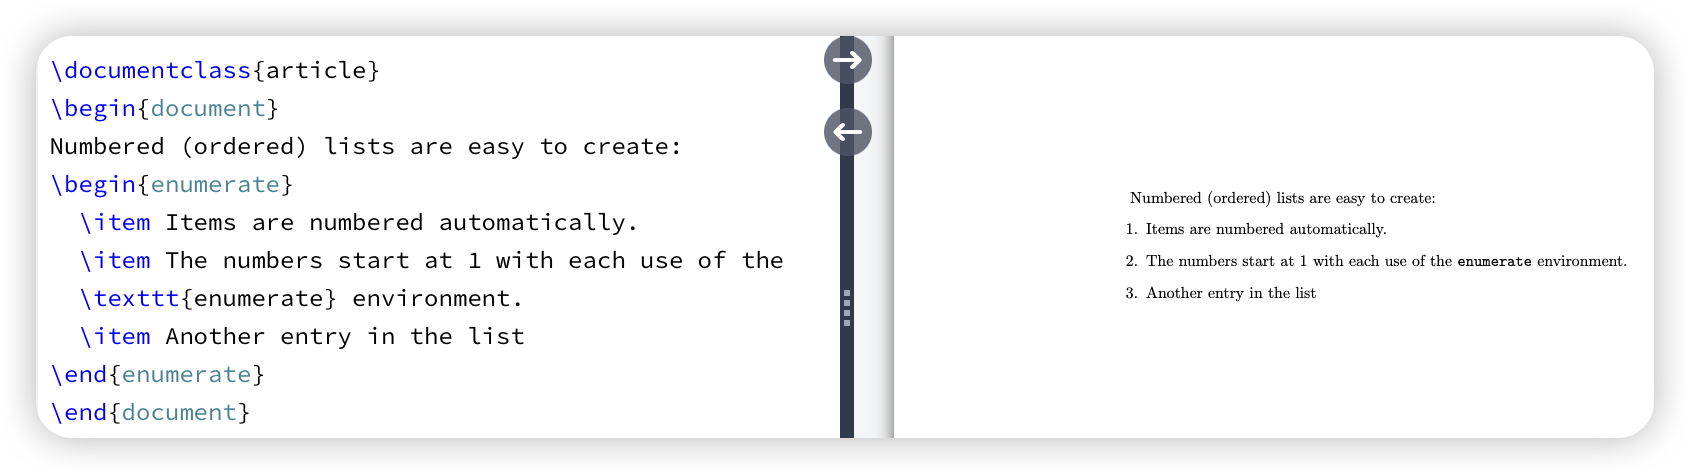 \documentclass{article}
\begin{document}
Numbered (ordered) lists are easy to create:
\begin{enumerate}
  \item Items are numbered automatically.
  \item The numbers start at 1 with each use of the
  \texttt{enumerate} environment.
  \item Another entry in the list
\end{enumerate}
\end{document}
Numbered (ordered) lists are easy to create:
1. Items are numbered automatically.
2. The numbers start at 1 with each use of the enumerate environment.
3. Another entry in the list